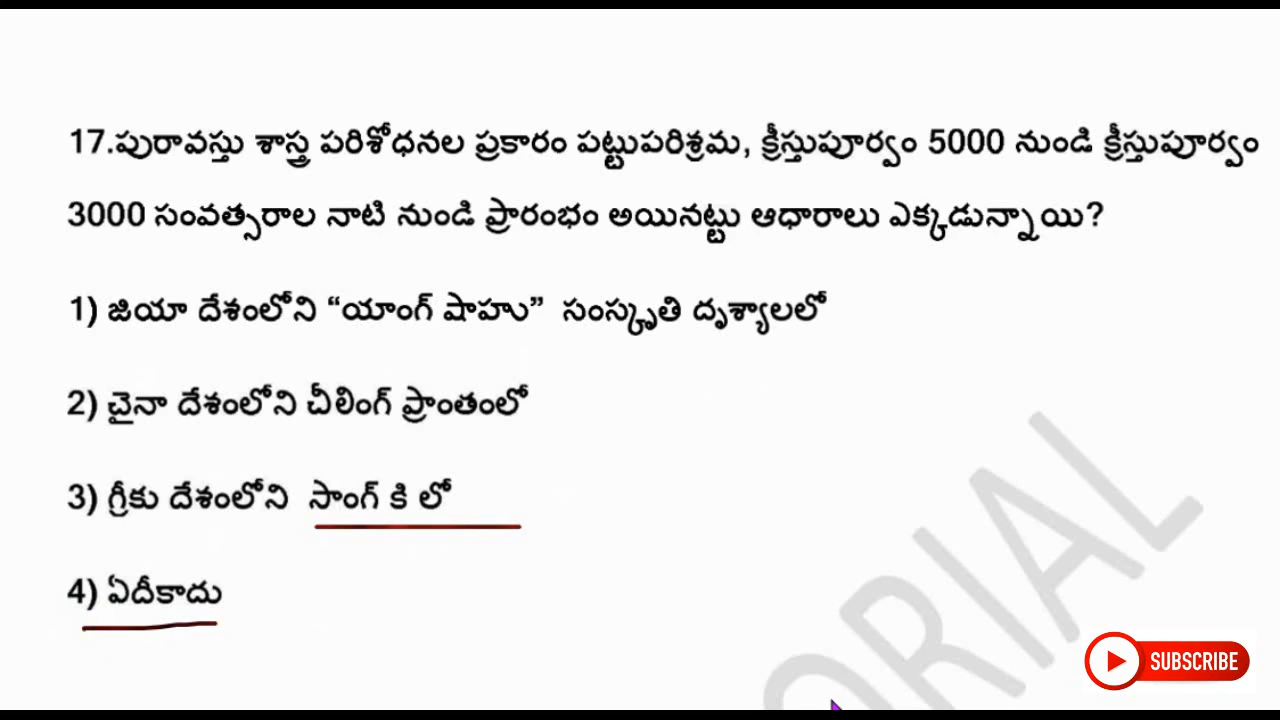 17.పురావస్తు శాస్త్ర పరిశోధనల ప్రకారం పట్టుపరిశ్రమ, క్రీస్తుపూర్వం 5000 నుండి క్రీస్తుపూర్వం
3000 సంవత్సరాల నాటి నుండి ప్రారంభం అయినట్టు ఆధారాలు ఎక్కడున్నాయి?
1) జియా దేశంలోని “యాంగ్ షాహు” సంస్కృతి దృశ్యాలలో
2) చైనా దేశంలోని చీలింగ్ ప్రాంతంలో
3) గ్రీకు దేశంలోని సాంగ్ కి లో
4) ఏదీకాదు
ORIAL
SUBSCRIBE